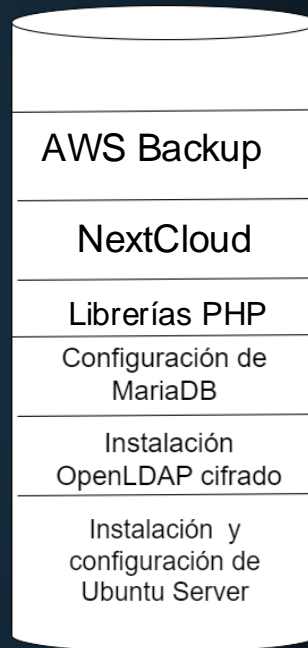 AWS Backup
NextCloud
Librerías PHP
Configuración de
MariaDB
Instalación
OpenLDAP cifrado
Instalación y
configuración de
Ubuntu Server